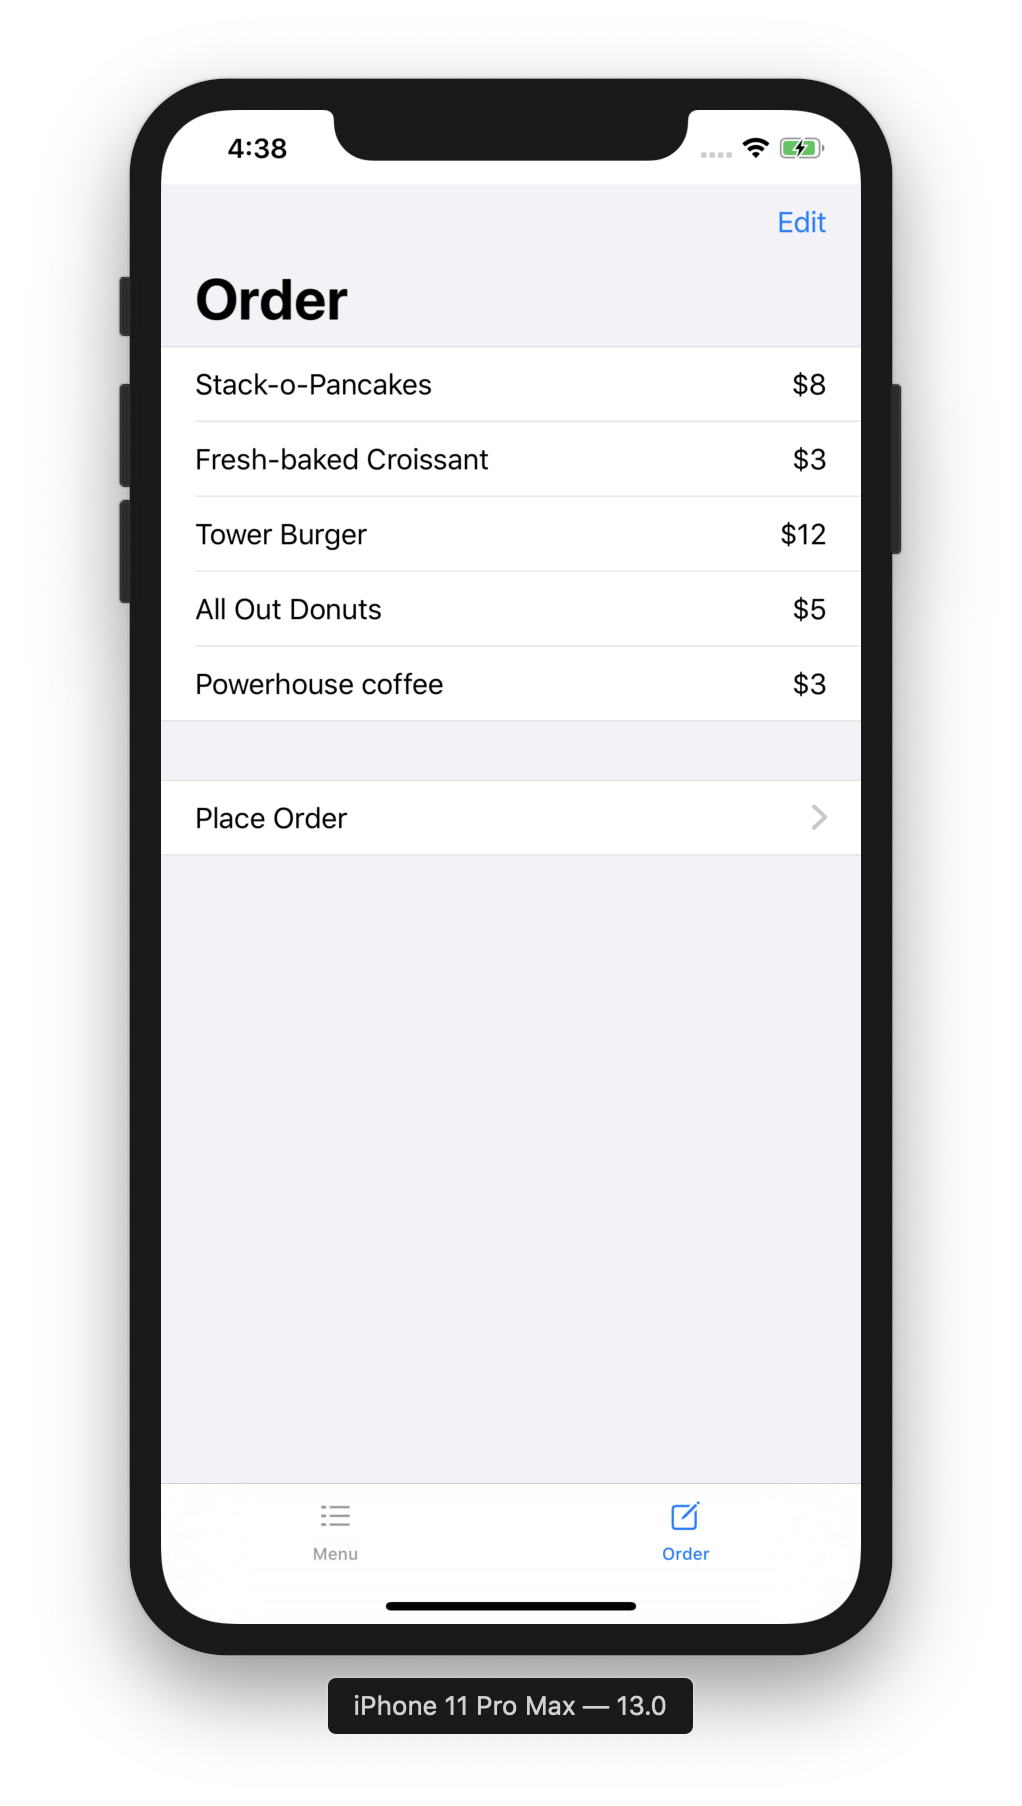 4:38
Edit
Order
Stack-o-Pancakes $8
Fresh-baked Croissant $3
Tower Burger $12
All Out Donuts $5
Powerhouse coffee $3
Place Order
Menu Order
iPhone 11 Pro Max — 13.0